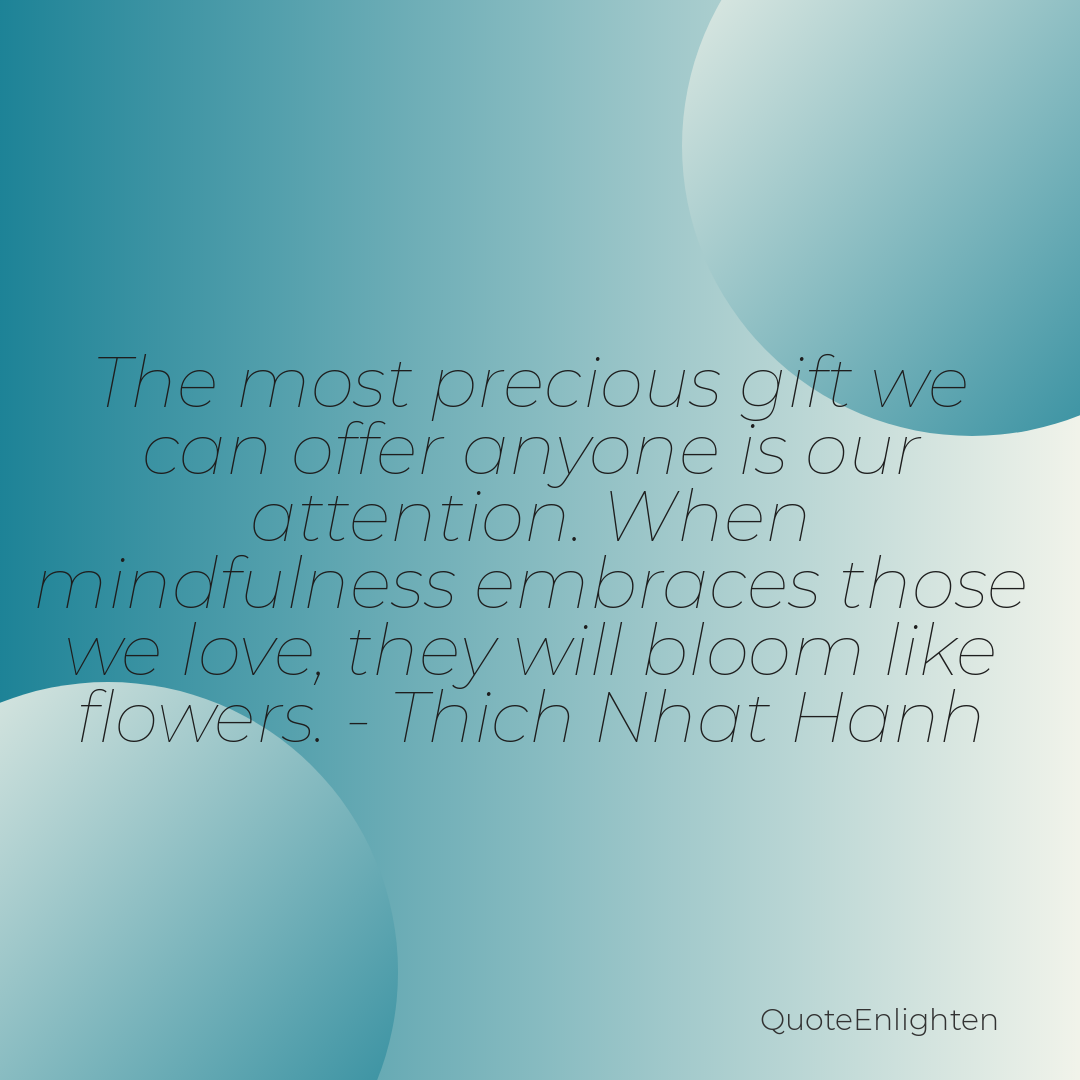 The most precious gift we
can offer anyone is our
attention. When
mindfulness embraces those
we love, they will bloom like
flowers. - Thich Nhat Hanh
QuoteEnlighten